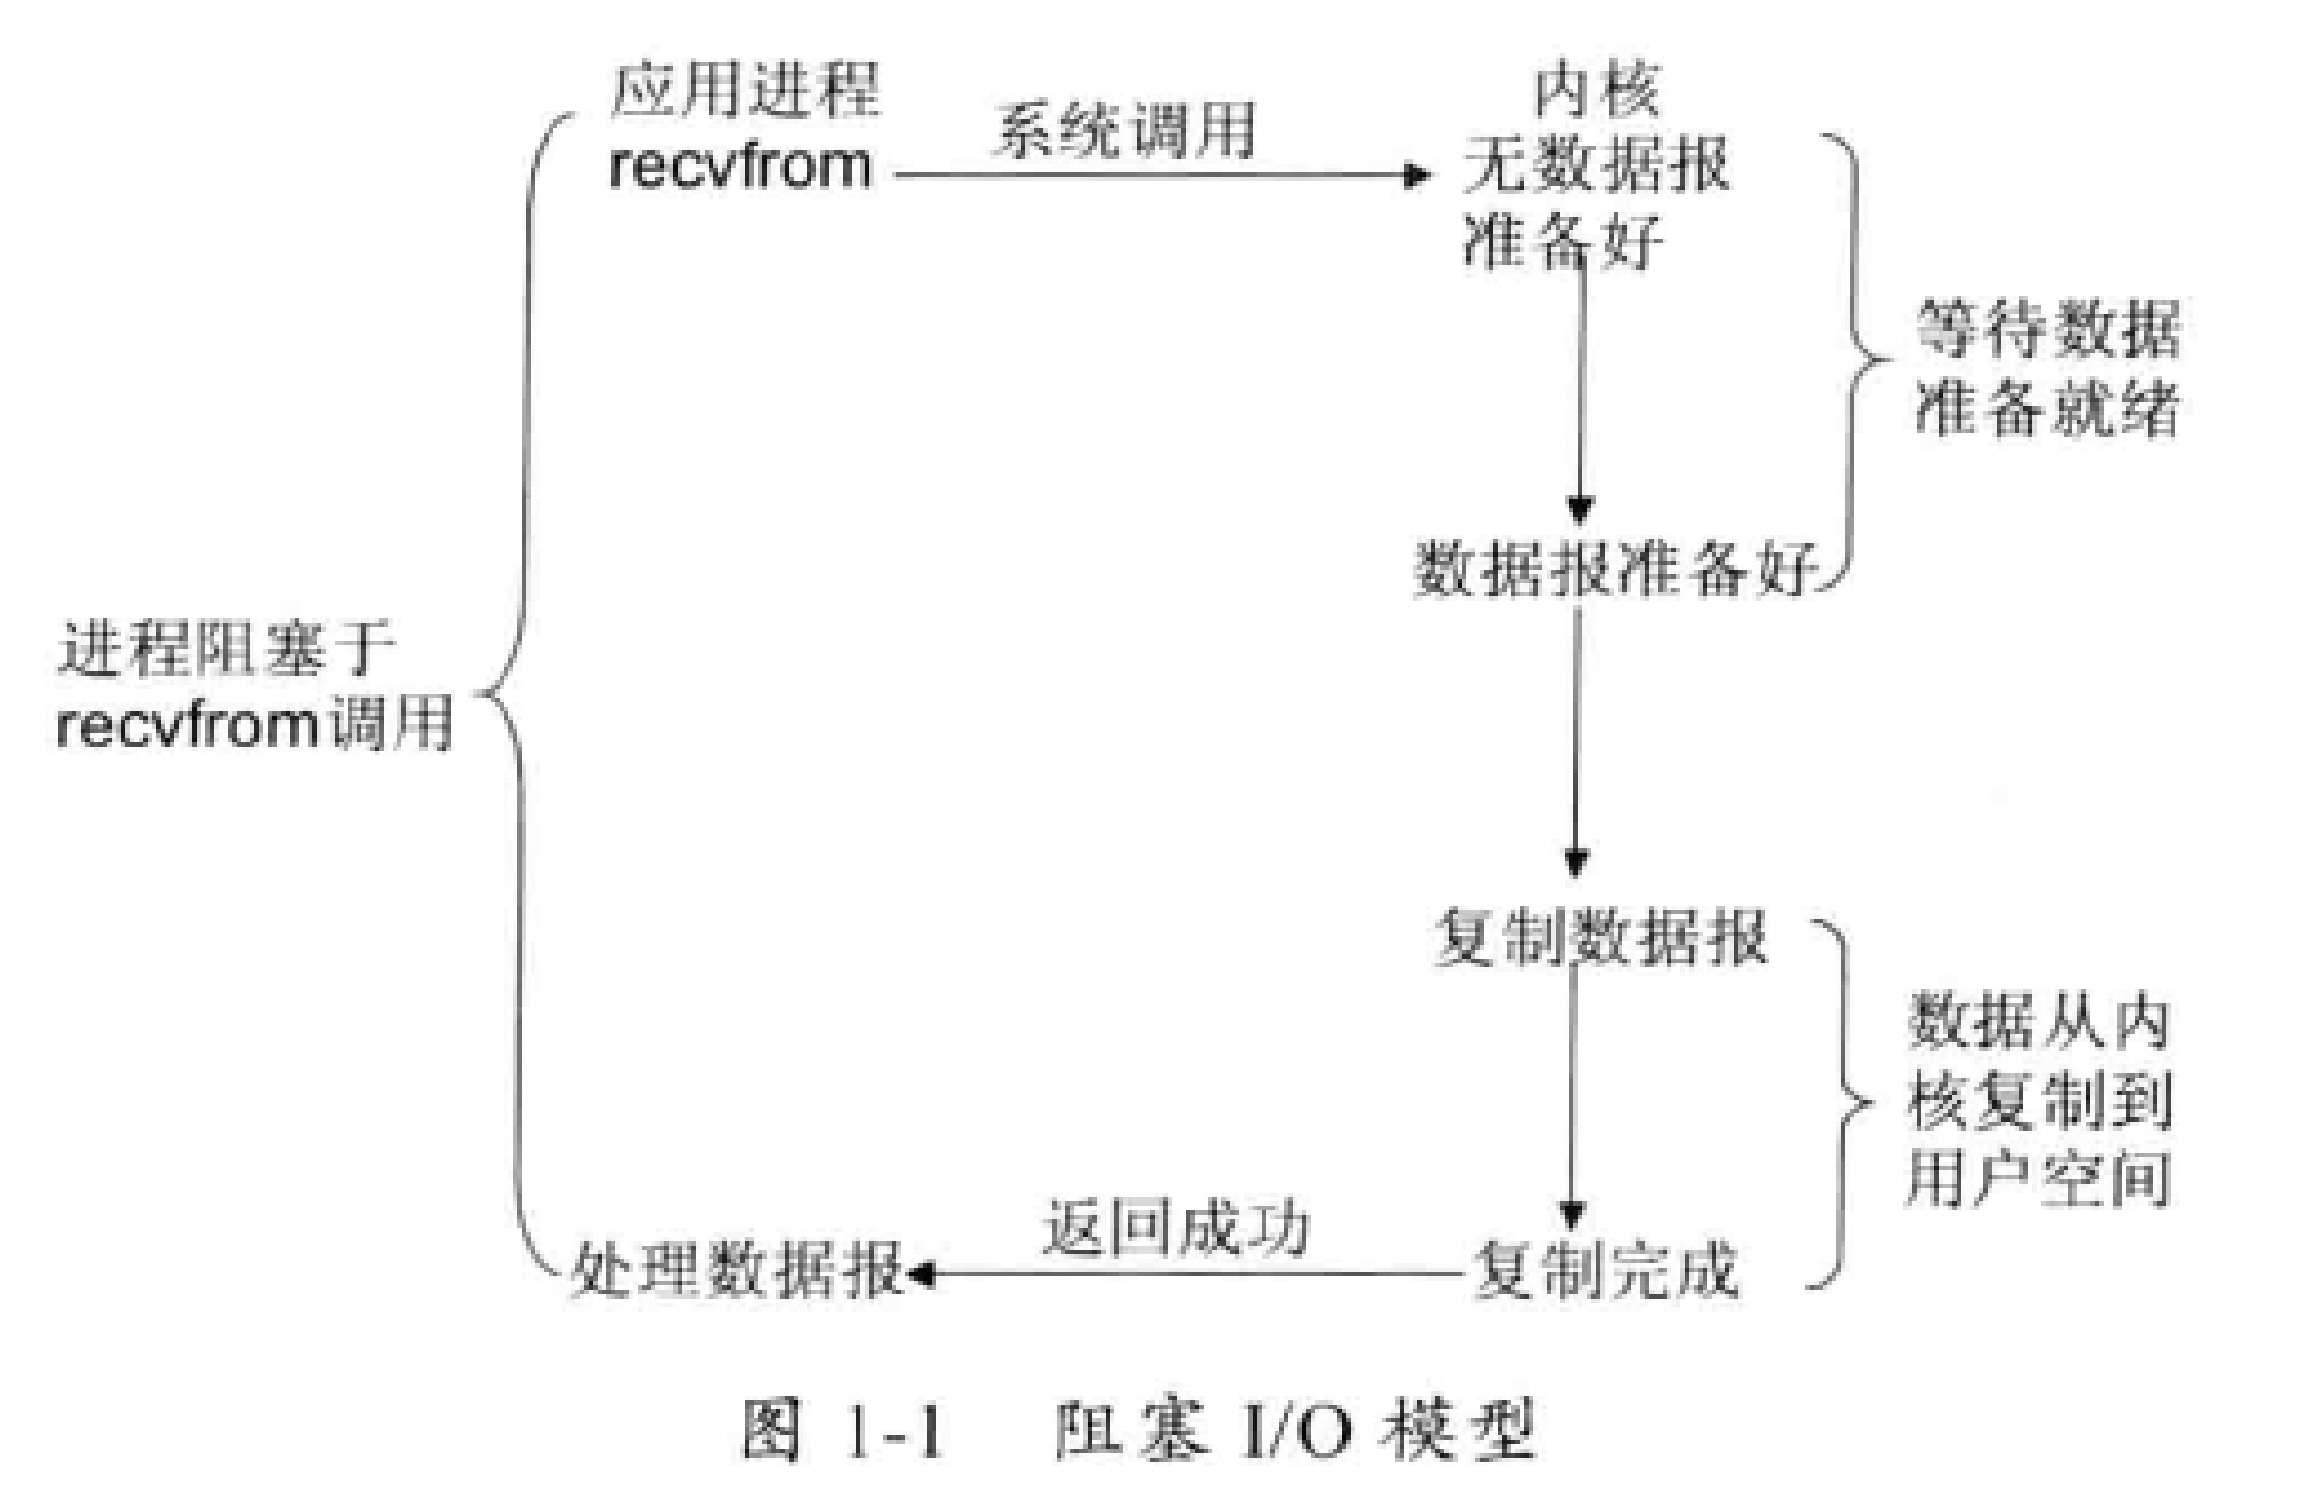 应用进程
recvfrom
系统调用
内核
无数据报
准备好
等待数据
准备就绪
数据报准备好
进程阻塞于
recvfrom调用
复制数据报
数据从内
核复制到
用户空间
返回成功
处理数据报
复制完成
图 1-1 阻塞 I/O 模型